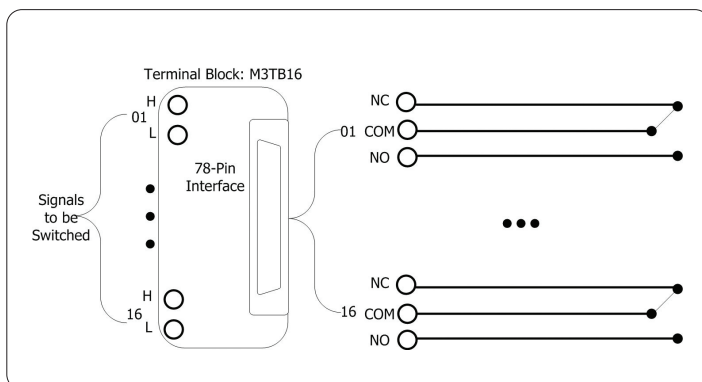 Terminal Block: M3TB16
H
01
L
78-Pin
Interface
Signals
to be
Switched
H
16
L
NC
01 COM
NO
NC
16 COM
NO